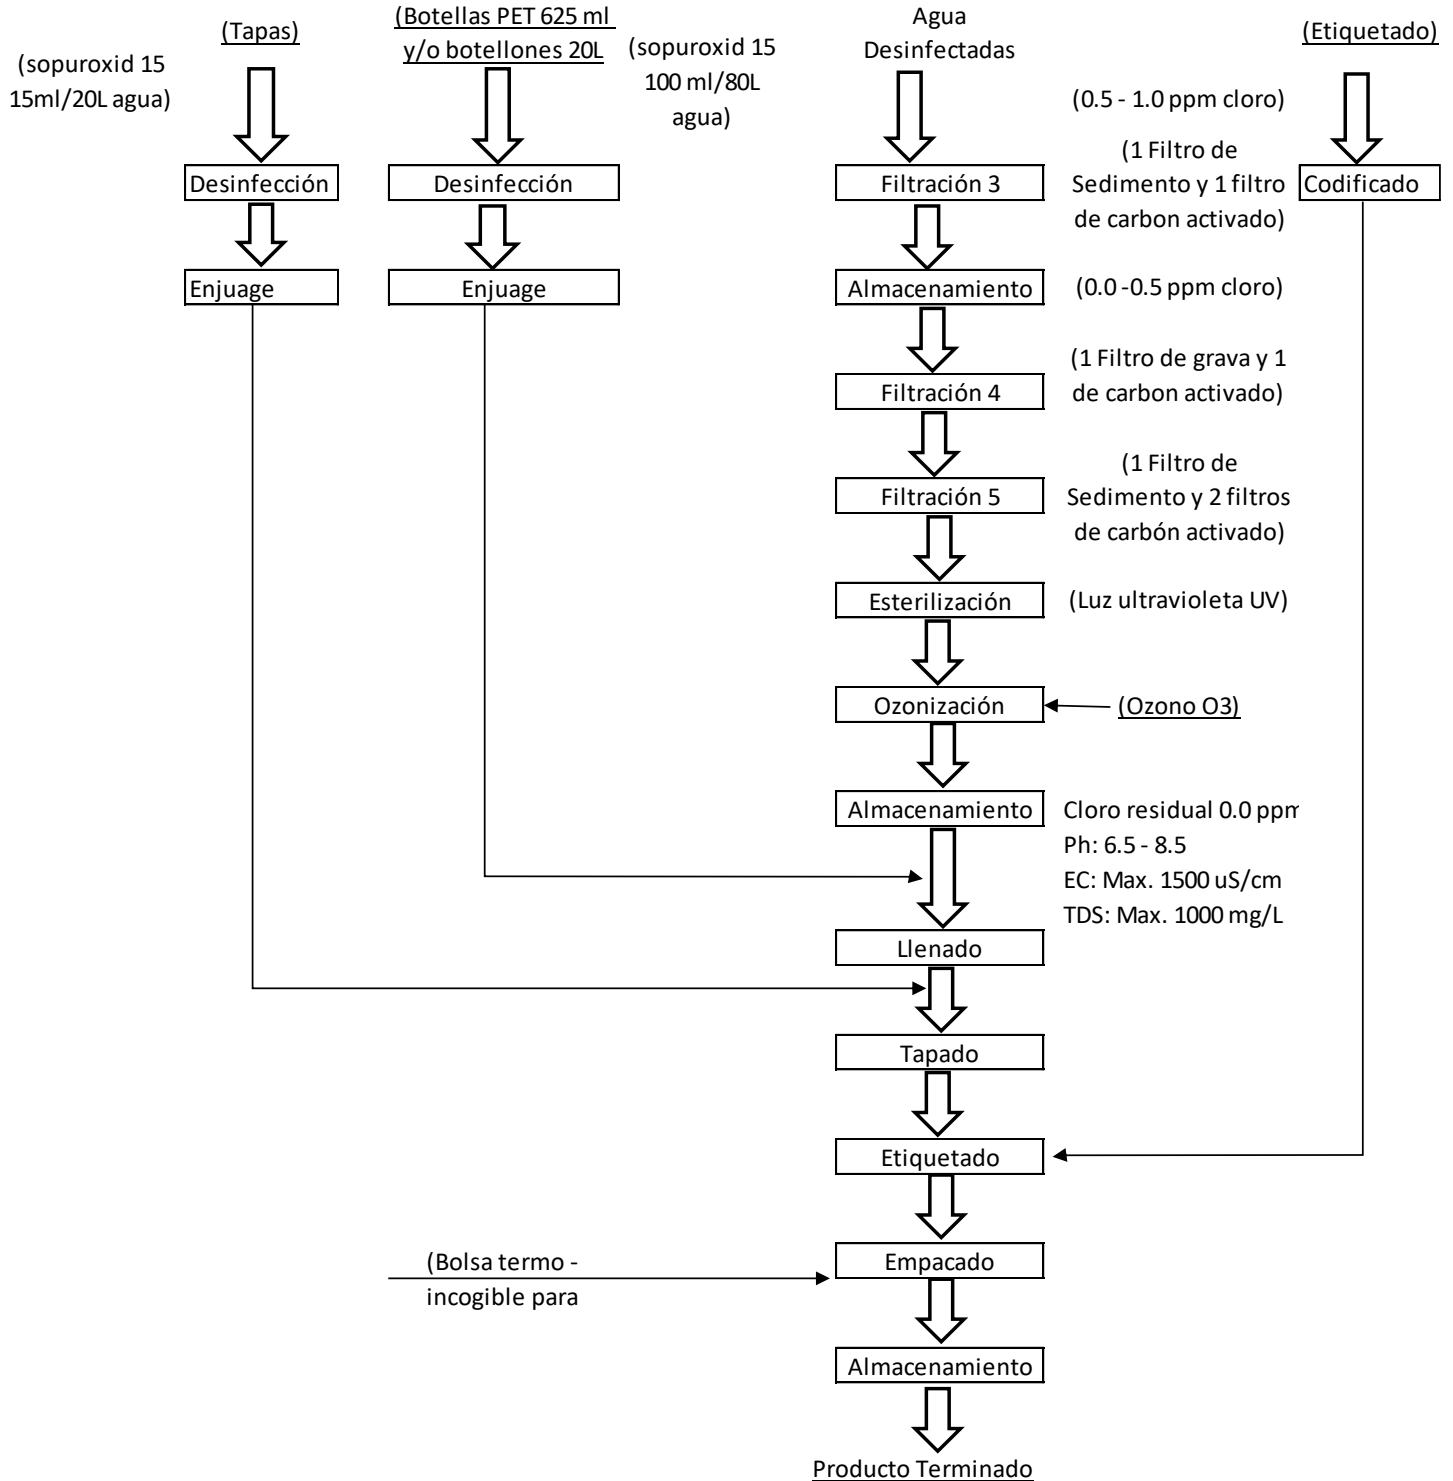 (Tapas)
(sopuroxid 15
15ml/20L agua)
Desinfección
Enjuage
(Botellas PET 625 ml
y/o botellones 20L
(sopuroxid 15
100 ml/80L
agua)
Desinfección
Enjuage
Agua
Desinfectadas
(0.5 - 1.0 ppm cloro)
Filtración 3
(1 Filtro de
Sedimento y 1 filtro
de carbon activado)
Almacenamiento
(0.0 -0.5 ppm cloro)
Filtración 4
(1 Filtro de grava y 1
de carbon activado)
Filtración 5
(1 Filtro de
Sedimento y 2 filtros
de carbón activado)
Esterilización
(Luz ultravioleta UV)
Ozonización
(Ozono O3)
Almacenamiento
Cloro residual 0.0 ppm
Ph: 6.5 - 8.5
EC: Max. 1500 uS/cm
TDS: Max. 1000 mg/L
Llenado
Tapado
(Etiquetado)
Codificado
Etiquetado
(Bolsa termo -
incogible para
Empacado
Almacenamiento
Producto Terminado